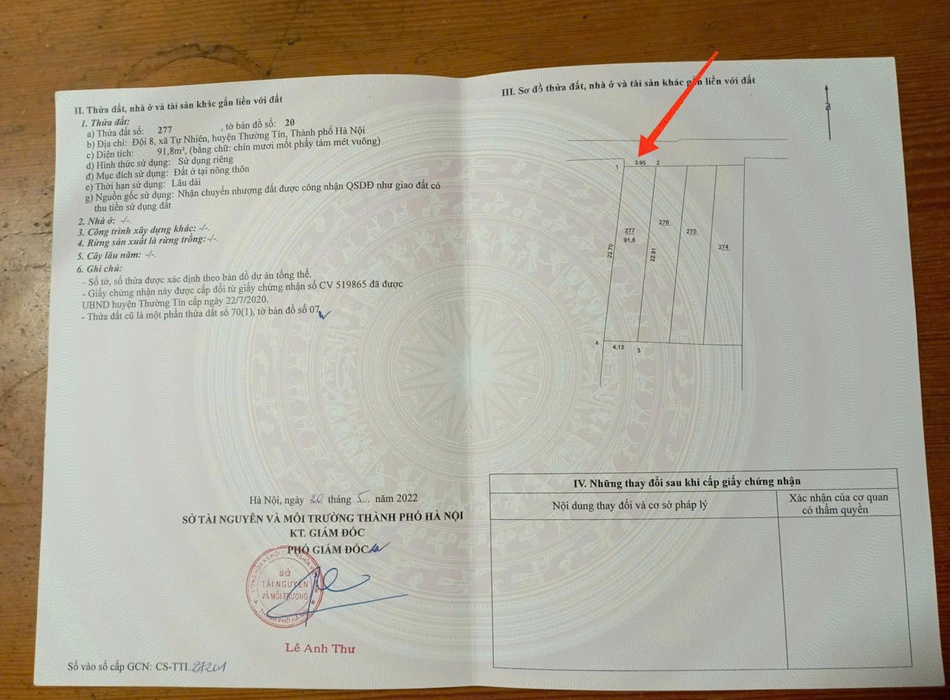 II. Thửa đất, nhà ở và tài sản khác gắn liền với đất
1. Thửa đất:
a) Thửa đất số: 277 , tờ bản đồ số: 20
b) Địa chỉ: Đội 8, xã Tự Nhiên, huyện Thường Tín, Thành phố Hà Nội
c) Diện tích: 91,8m², (bằng chữ: chín mươi mốt phẩy tám mét vuông)
d) Hình thức sử dụng: Sử dụng riêng
đ) Mục đích sử dụng: Đất ở tại nông thôn
e) Thời hạn sử dụng: Lâu dài
g) Nguồn gốc sử dụng: Nhận chuyển nhượng đất được công nhận QSDĐ như giao đất có
thu tiền sử dụng đất
2. Nhà ở: -/-.
3. Công trình xây dựng khác: -/-.
4. Rừng sản xuất là rừng trồng: -/-.
5. Cây lâu năm: -/-.
6. Ghi chú:
- Số tờ, số thửa được xác định theo bản đồ dự án tổng thể.
- Giấy chứng nhận này được cấp đổi từ giấy chứng nhận số CV 519865 đã được
UBND huyện Thường Tín cấp ngày 22/7/2020.
- Thửa đất cũ là một phần thửa đất số 70(1), tờ bản đồ số 07
Hà Nội, ngày tháng 5 năm 2022
SỞ TÀI NGUYÊN VÀ MÔI TRƯỜNG THÀNH PHỐ HÀ NỘI
KT. GIÁM ĐỐC
PHÓ GIÁM ĐỐC
SỞ
TÀI NGUYÊN
VÀ MÔI TRƯỜNG
THÀNH PHỐ HÀ NỘI
Lê Anh Thư
Số vào sổ cấp GCN: CS-TTI
III. Sơ đồ thửa đất, nhà ở và tài sản khác gắn liền với đất
1 3.95 2
277
91,8
276
275
274
22.70
22.81
4
4.13 3
IV. Những thay đổi sau khi cấp giấy chứng nhận
Nội dung thay đổi và cơ sở pháp lý
Xác nhận của cơ quan
có thẩm quyền